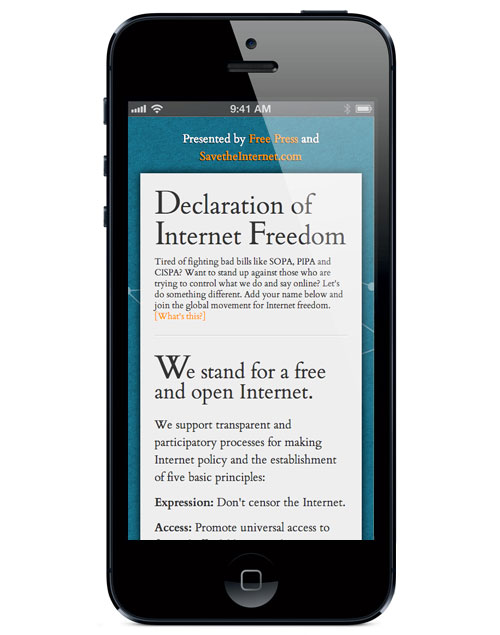 9:41 AM
Presented by Free Press and
SavetheInternet.com
Declaration of
Internet Freedom
Tired of fighting bad bills like SOPA, PIPA and
CISPA? Want to stand up against those who are
trying to control what we do and say online? Let's
do something different. Add your name below and
join the global movement for Internet freedom.
[What's this?]
We stand for a free
and open Internet.
We support transparent and
participatory processes for making
Internet policy and the establishment
of five basic principles:
Expression: Don't censor the Internet.
Access: Promote universal access to